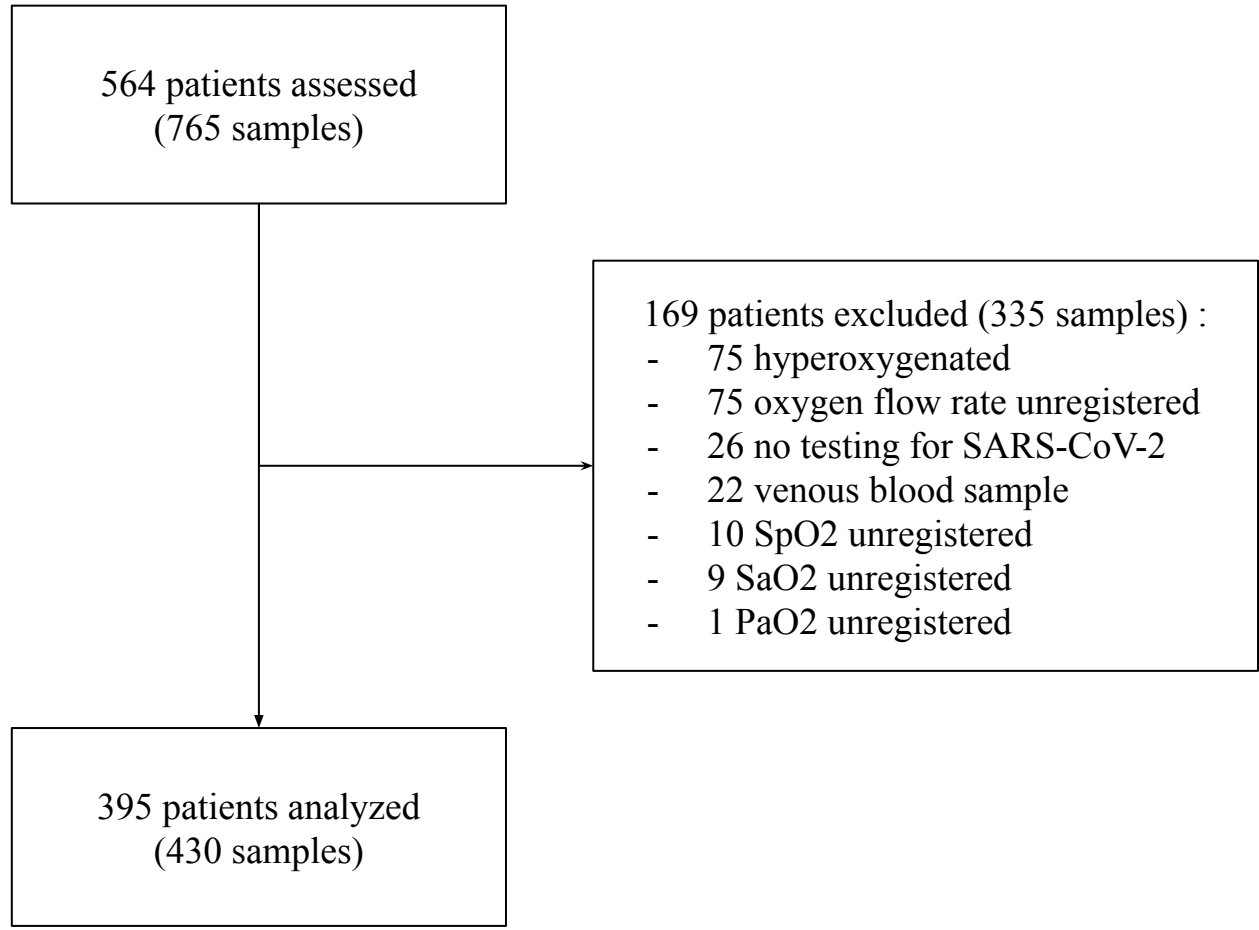 564 patients assessed
(765 samples)
169 patients excluded (335 samples) :
- 75 hyperoxygenated
- 75 oxygen flow rate unregistered
- 26 no testing for SARS-CoV-2
- 22 venous blood sample
- 10 SpO2 unregistered
- 9 SaO2 unregistered
- 1 PaO2 unregistered
395 patients analyzed
(430 samples)